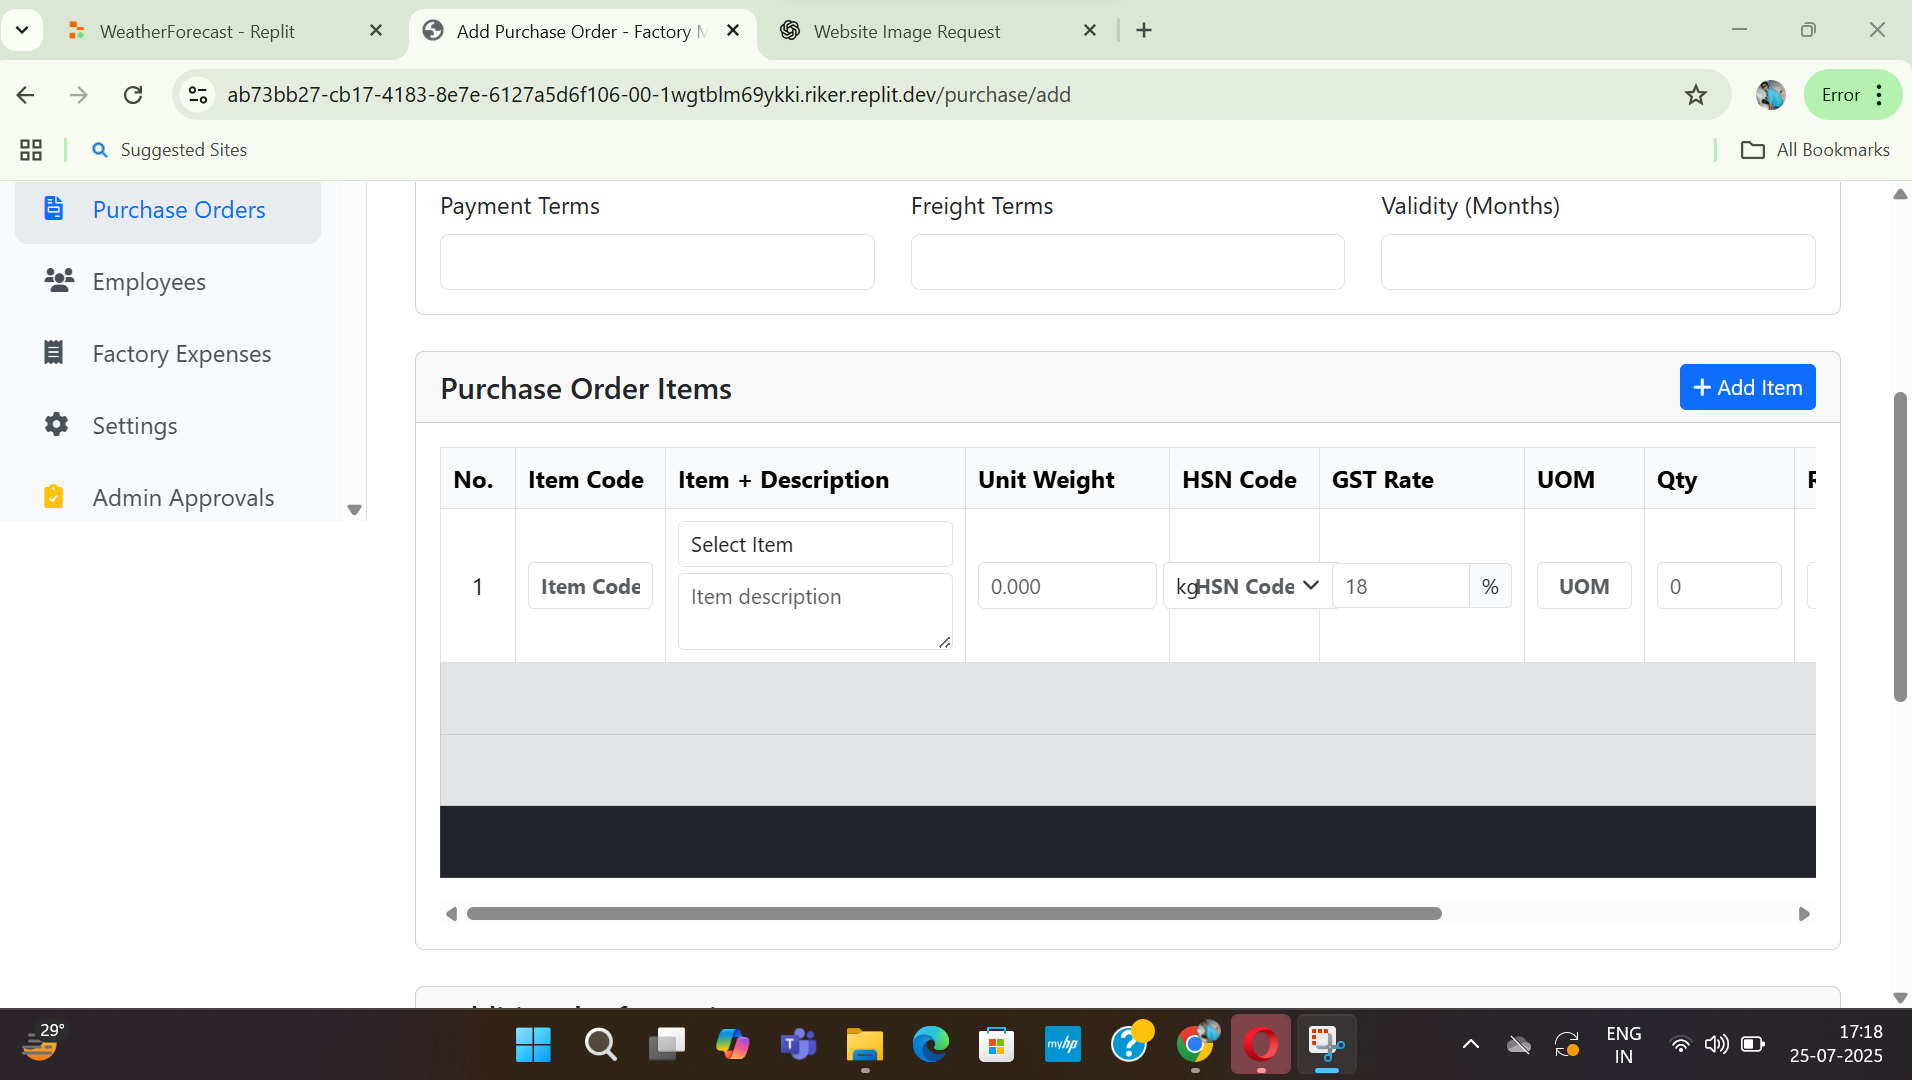 WeatherForecast - Replit
Add Purchase Order - Factory M
Website Image Request
ab73bb27-cb17-4183-8e7e-6127a5d6f106-00-1wgtblm69ykki.riker.replit.dev/purchase/add
Error
Suggested Sites
All Bookmarks
Purchase Orders
Employees
Factory Expenses
Settings
Admin Approvals
Payment Terms
Freight Terms
Validity (Months)
Purchase Order Items
+ Add Item
No.
Item Code
Item + Description
Unit Weight
HSN Code
GST Rate
UOM
Qty
1
Item Code
Select Item
Item description
0.000
kg
HSN Code
18
%
UOM
0
29°
myhp
ENG
IN
17:18
25-07-2025